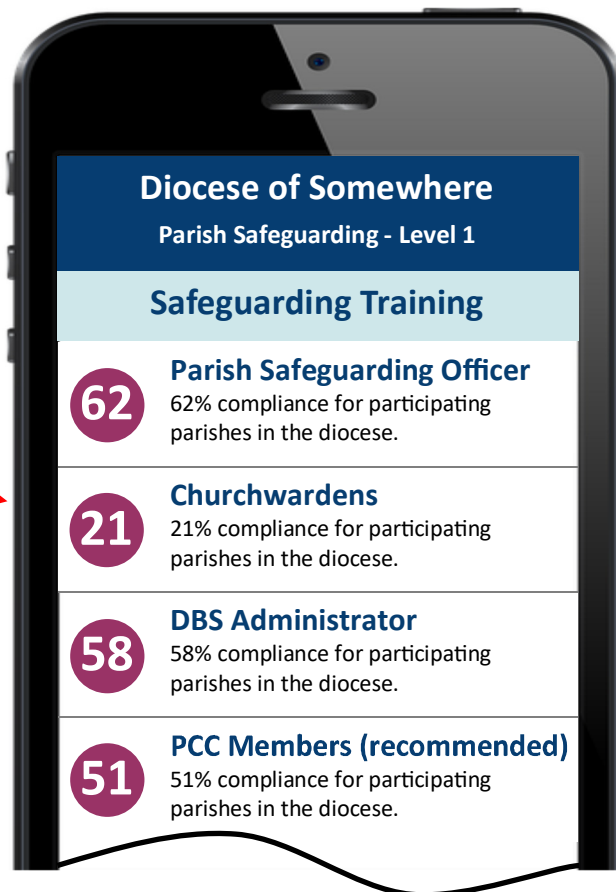 Diocese of Somewhere
Parish Safeguarding - Level 1
Safeguarding Training
62
Parish Safeguarding Officer
62% compliance for participating
parishes in the diocese.
21
Churchwardens
21% compliance for participating
parishes in the diocese.
58
DBS Administrator
58% compliance for participating
parishes in the diocese.
51
PCC Members (recommended)
51% compliance for participating
parishes in the diocese.